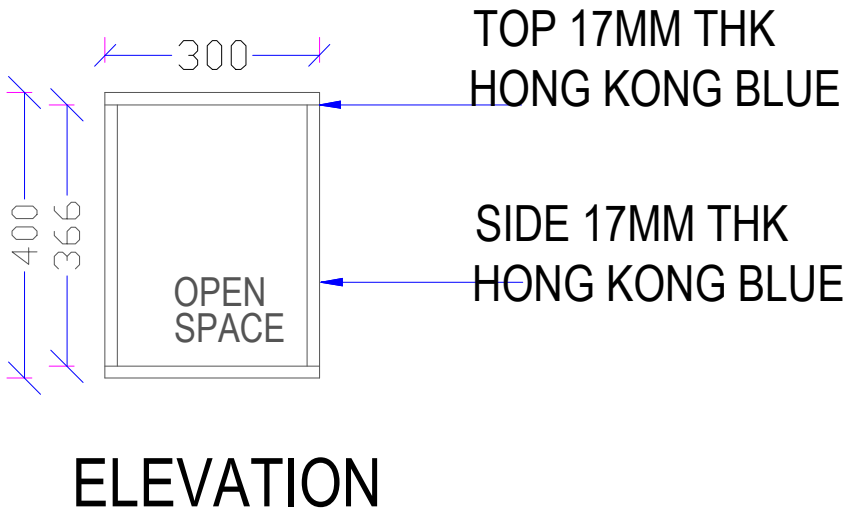 300
TOP 17MM THK
HONG KONG BLUE
400
366
SIDE 17MM THK
HONG KONG BLUE
OPEN
SPACE
ELEVATION